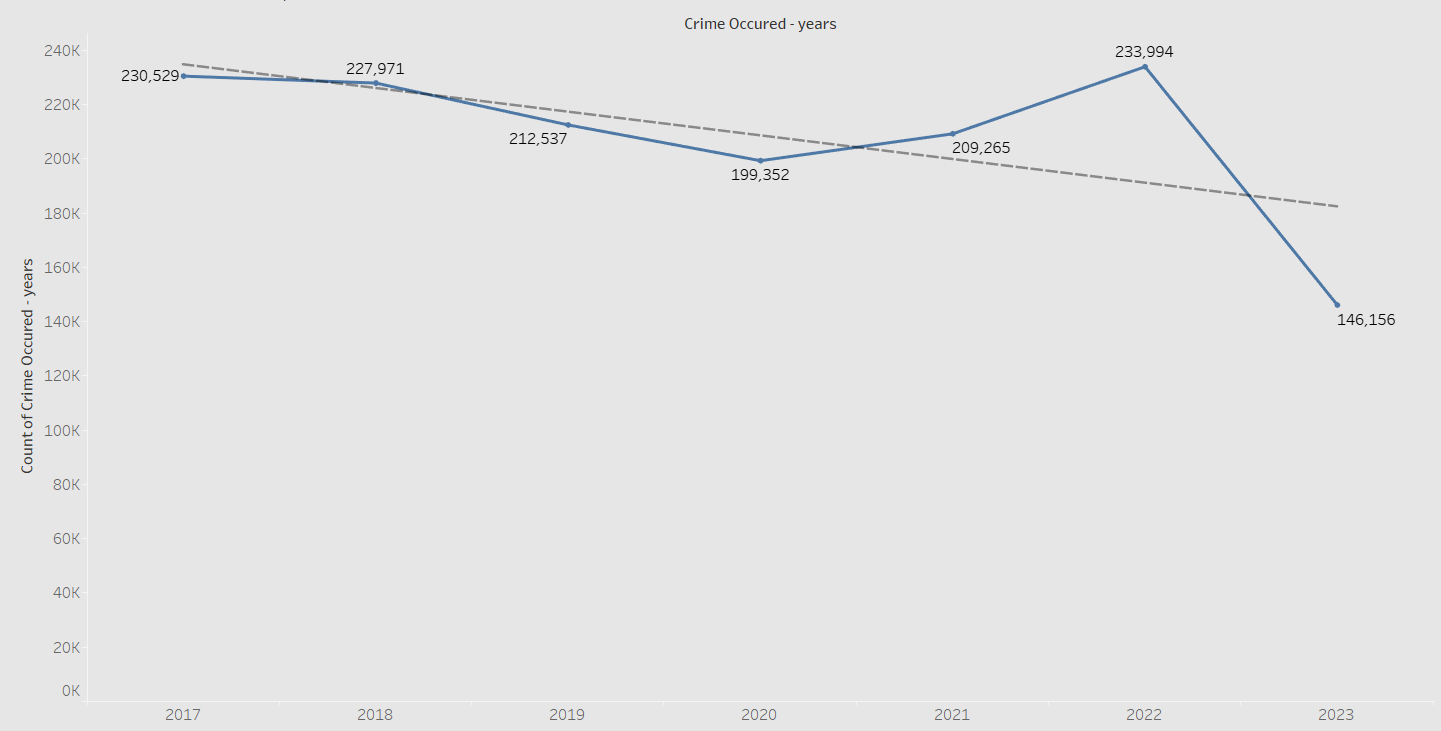 Crime Occured - years
240K
220K
200K
180K
160K
140K
120K
100K
80K
60K
40K
20K
0K
Count of Crime Occured - years
230,529
227,971
212,537
199,352
209,265
233,994
146,156
2017
2018
2019
2020
2021
2022
2023